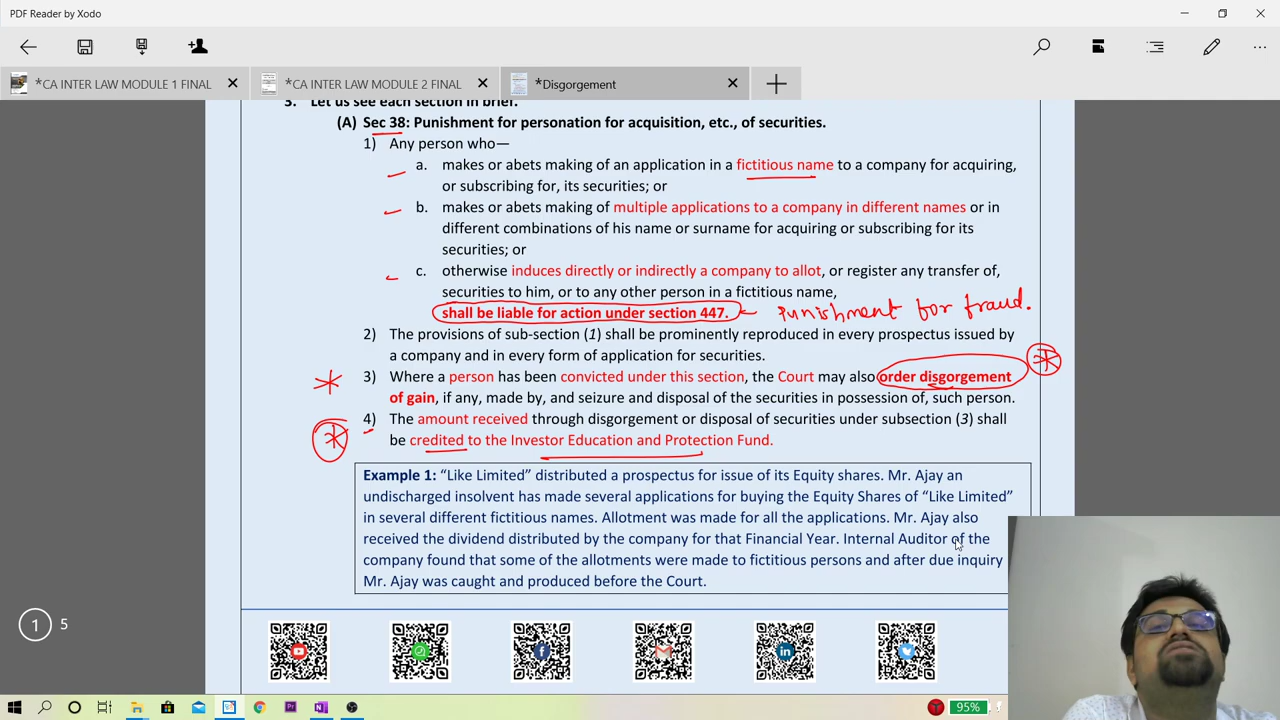 PDF Reader by Xodo
*CA INTER LAW MODULE 1 FINAL
*CA INTER LAW MODULE 2 FINAL
*Disgorgement
3. Let us see each section in brief.
(A) Sec 38: Punishment for personation for acquisition, etc., of securities.
1) Any person who—
a. makes or abets making of an application in a fictitious name to a company for acquiring,
or subscribing for, its securities; or
b. makes or abets making of multiple applications to a company in different names or in
different combinations of his name or surname for acquiring or subscribing for its
securities; or
c. otherwise induces directly or indirectly a company to allot, or register any transfer of,
securities to him, or to any other person in a fictitious name,
shall be liable for action under section 447. Punishment for fraud.
2) The provisions of sub-section (1) shall be prominently reproduced in every prospectus issued by
a company and in every form of application for securities.
3) Where a person has been convicted under this section, the Court may also order disgorgement
of gain, if any, made by, and seizure and disposal of the securities in possession of, such person.
4) The amount received through disgorgement or disposal of securities under subsection (3) shall
be credited to the Investor Education and Protection Fund.
Example 1: “Like Limited” distributed a prospectus for issue of its Equity shares. Mr. Ajay an
undischarged insolvent has made several applications for buying the Equity Shares of “Like Limited”
in several different fictitious names. Allotment was made for all the applications. Mr. Ajay also
received the dividend distributed by the company for that Financial Year. Internal Auditor of the
company found that some of the allotments were made to fictitious persons and after due inquiry
Mr. Ajay was caught and produced before the Court.
1 5
95%